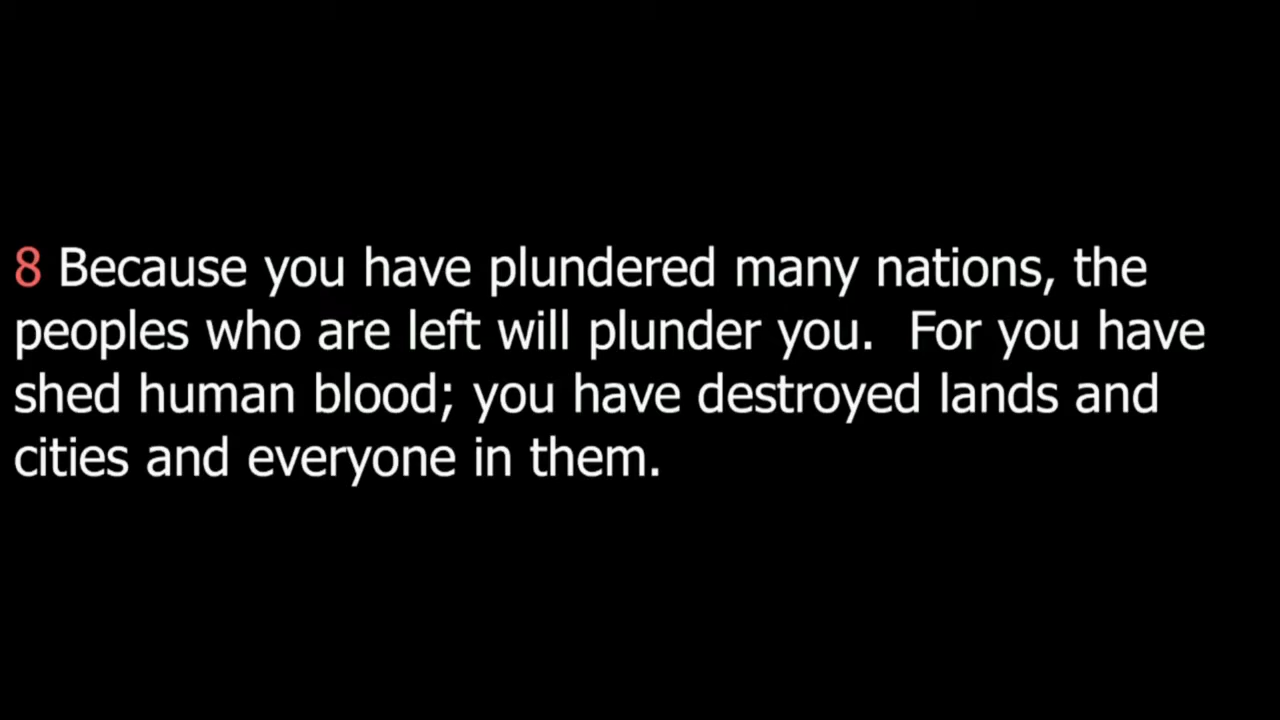 8 Because you have plundered many nations, the
peoples who are left will plunder you.  For you have
shed human blood; you have destroyed lands and
cities and everyone in them.